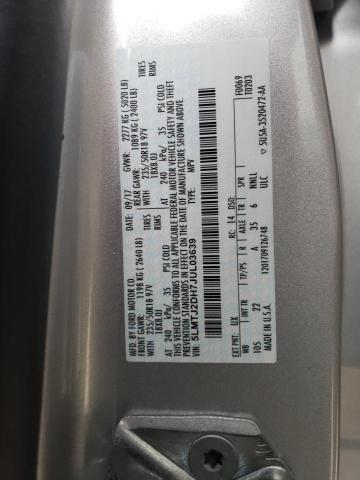 MFD. BY FORD MOTOR CO.
DATE: 09/17 GVWR: 2277 KG ( 5020 LB)
FRONT GAWR: 1198 KG (2640 LB) REAR GAWR: 1089 KG (2400 LB)
235/50R18 97V TIRES 235/50R18 97V TIRES
18X8.0J RIMS 18X8.0J RIMS
AT 240 kPa/ 35 PSI COLD AT 240 kPa/ 35 PSI COLD
THIS VEHICLE CONFORMS TO ALL APPLICABLE FEDERAL MOTOR VEHICLE SAFETY AND THEFT
PREVENTION STANDARDS IN EFFECT ON THE DATE OF MANUFACTURE SHOWN ABOVE.
VIN: 5LMTJ2DH7JUL03639
TYPE: MPV
F0069
T0203
EXT PNT: UX RC: 14 DSO:
WB INT TR TP/PS R AXLE TR SPR
105 22 A 35 6 NNLL
ULC
MADE IN U.S.A. 1201709126748 5U5A-3520472-AA